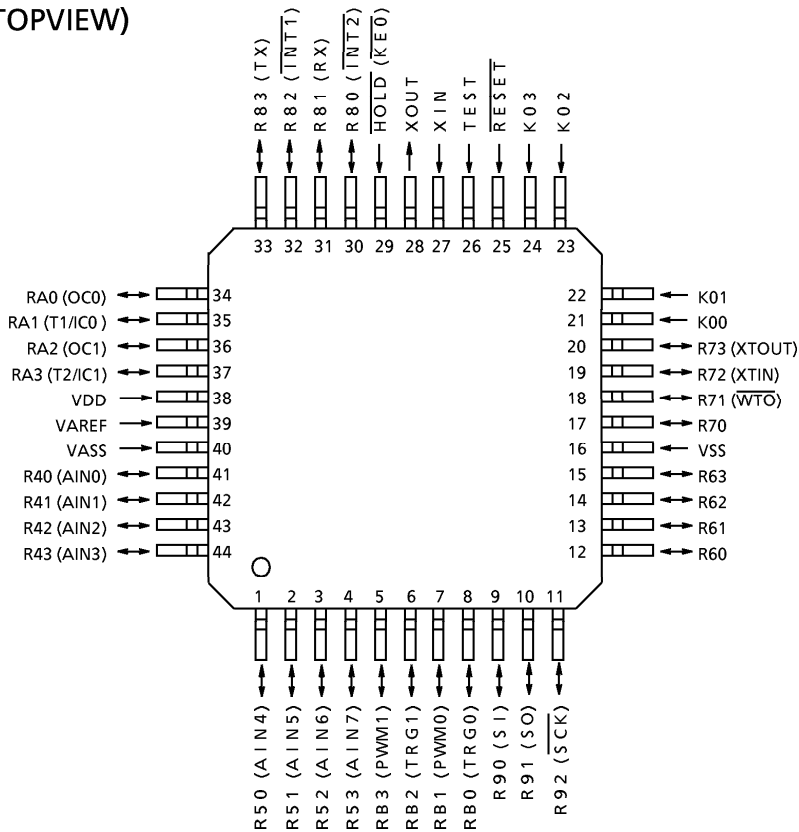 TOPVIEW)
R83 (TX)
R82 (INT1)
R81 (RX)
R80 (INT2)
HOLD (KE0)
XOUT
XIN
TEST
RESET
K03
K02
33 32 31 30 29 28 27 26 25 24 23
RA0 (OC0) 34
RA1 (T1/IC0 ) 35
RA2 (OC1) 36
RA3 (T2/IC1) 37
VDD 38
VAREF 39
VASS 40
R40 (AIN0) 41
R41 (AIN1) 42
R42 (AIN2) 43
R43 (AIN3) 44
22 K01
21 K00
20 R73 (XTOUT)
19 R72 (XTIN)
18 R71 (WTO)
17 R70
16 VSS
15 R63
14 R62
13 R61
12 R60
1 2 3 4 5 6 7 8 9 10 11
R50 (AIN4)
R51 (AIN5)
R52 (AIN6)
R53 (AIN7)
RB3 (PWM1)
RB2 (TRG1)
RB1 (PWM0)
RB0 (TRG0)
R90 (SI)
R91 (SO)
R92 (SCK)